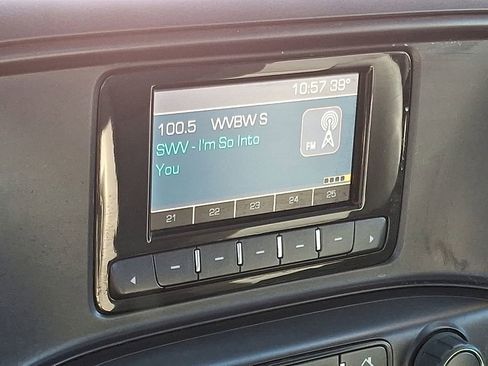 10:57 39°
100.5 WVBW S
SWV - I'm So Into
You
FM
21 22 23 24 25